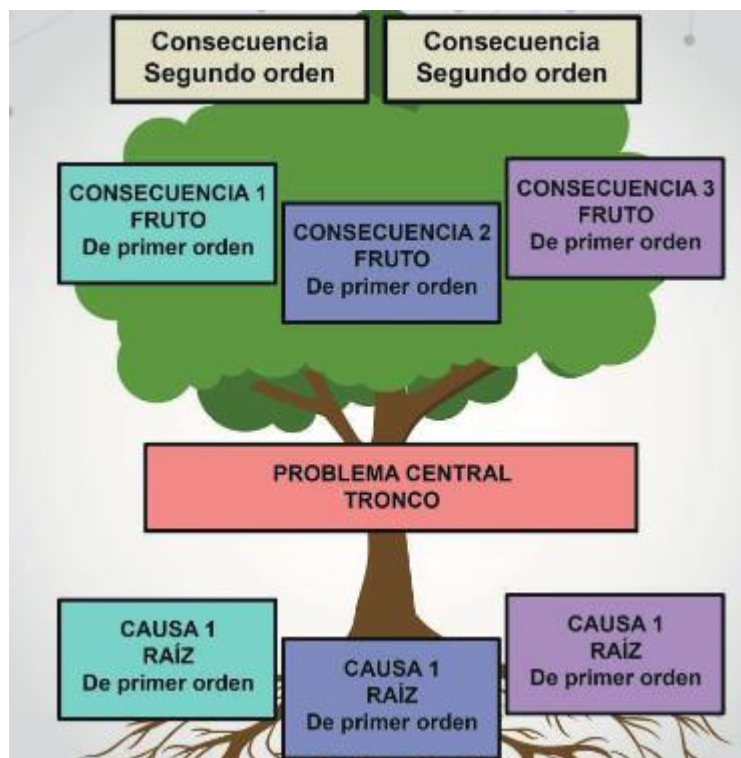 Consecuencia
Segundo orden
Consecuencia
Segundo orden
CONSECUENCIA 1
FRUTO
De primer orden
CONSECUENCIA 2
FRUTO
De primer orden
CONSECUENCIA 3
FRUTO
De primer orden
PROBLEMA CENTRAL
TRONCO
CAUSA 1
RAÍZ
De primer orden
CAUSA 1
RAÍZ
De primer orden
CAUSA 1
RAÍZ
De primer orden